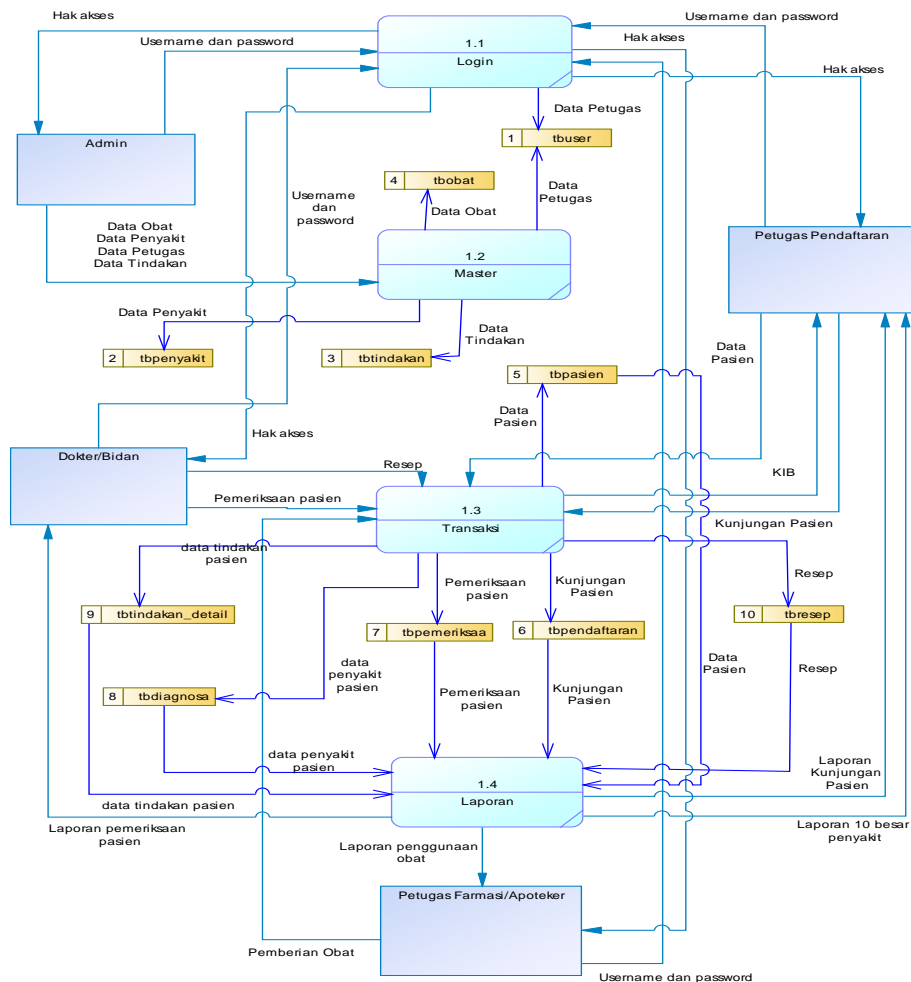 Hak akses
Username dan password
Username dan password
Hak akses
Hak akses
1.1
Login
Data Petugas
1 tbuser
Admin
4 tbobat
Data Obat
Data
Petugas
Username
dan
password
Data Obat
Data Penyakit
Data Petugas
Data Tindakan
1.2
Master
Petugas Pendaftaran
Data Penyakit
Data
Tindakan
2 tbpenyakit
3 tbtindakan
5 tbpasien
Data
Pasien
Data
Pasien
Hak akses
Dokter/Bidan
Resep
KIB
Pemeriksaan pasien
1.3
Transaksi
Kunjungan Pasien
data tindakan
pasien
Pemeriksaan
pasien
Kunjungan
Pasien
Resep
9 tbtindakan_detail
7 tbpemeriksaa
6 tbpendaftaran
10 tbresep
data
penyakit
pasien
Data
Pasien
Resep
8 tbdiagnosa
Pemeriksaan
pasien
Kunjungan
Pasien
data penyakit
pasien
1.4
Laporan
Laporan
Kunjungan
Pasien
data tindakan pasien
Laporan pemeriksaan
pasien
Laporan 10 besar
penyakit
Laporan penggunaan
obat
Petugas Farmasi/Apoteker
Pemberian Obat
Username dan password